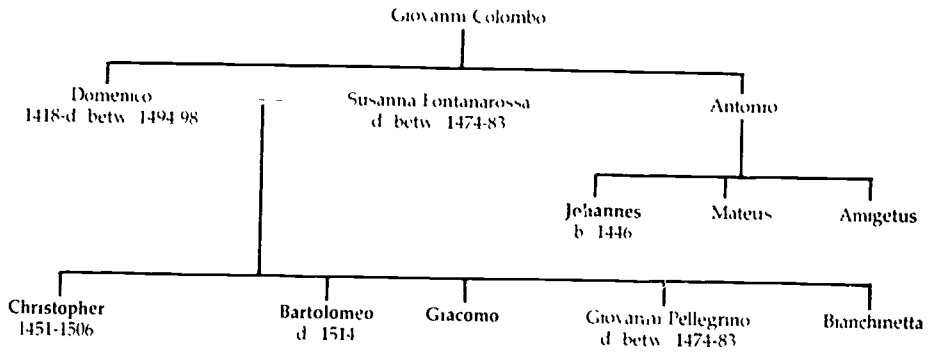 Giovanni Colombo
Domenico
1418-d betw 1494-98
Susanna Fontanarossa
d betw 1474-83
Antonio
Johannes
b 1446
Mateus
Amigetus
Christopher
1451-1506
Bartolomeo
d 1514
Giacomo
Giovanni Pellegrino
d betw 1474-83
Bianchinetta